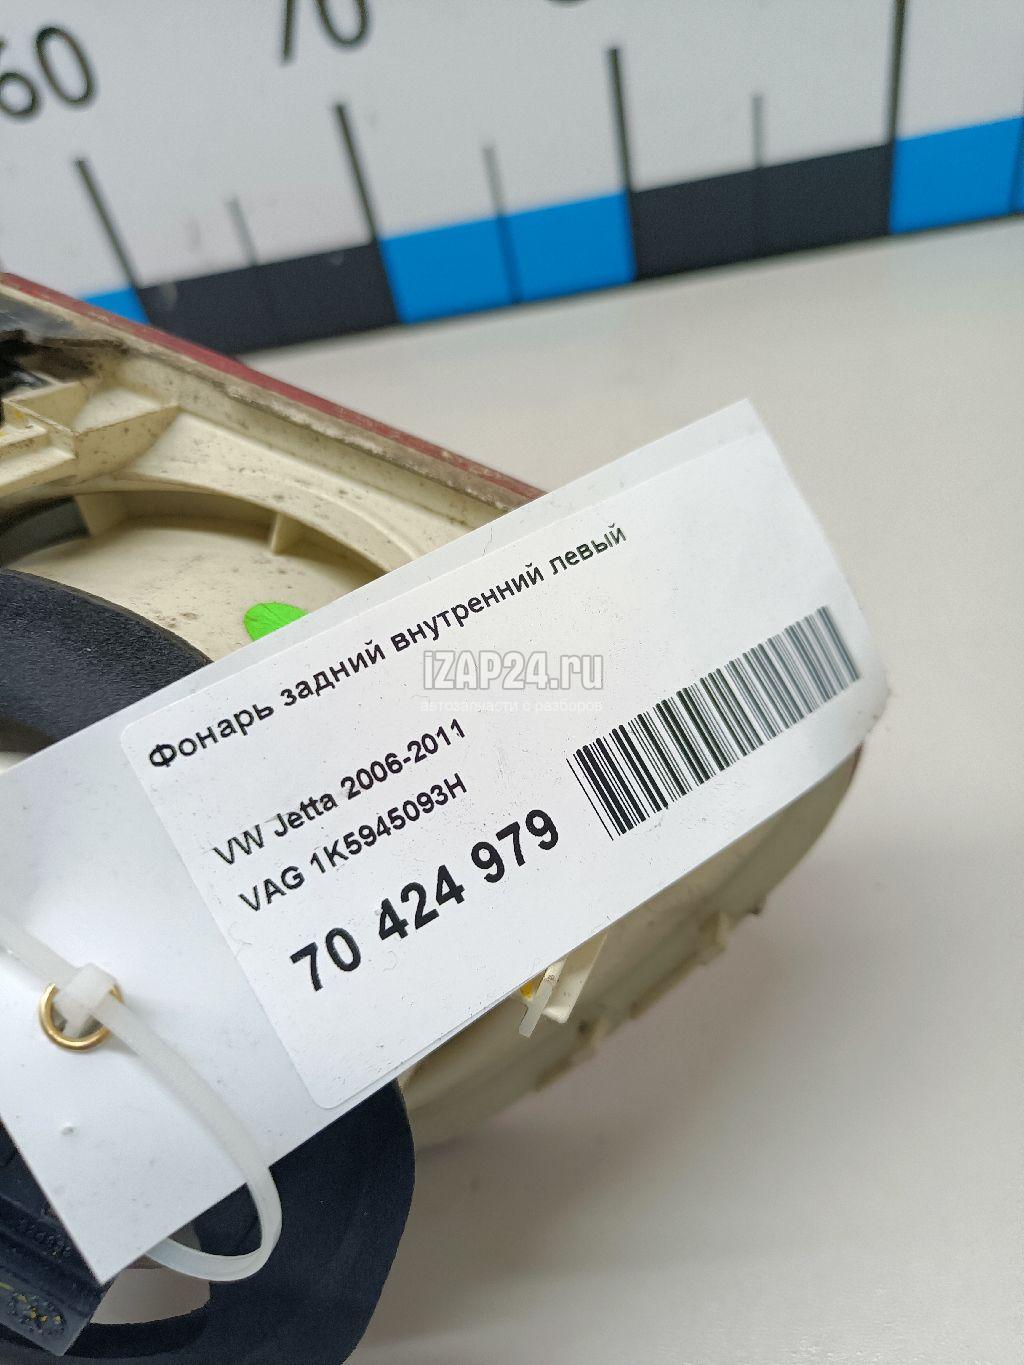 60
70
Фонарь задний внутренний левый
iZAP24.ru
автозапчасти с разборов
VW Jetta 2006-2011
VAG 1K5945093H
70 424 979